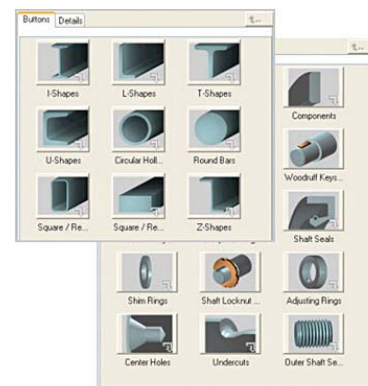 Buttons Details
I-Shapes L-Shapes T-Shapes
U-Shapes Circular Holl... Round Bars
Square / Re... Square / Re... Z-Shapes
Components
Woodruff Keys...
Shaft Seals
Shim Rings Shaft Locknut ... Adjusting Rings
Center Holes Undercuts Outer Shaft Se...